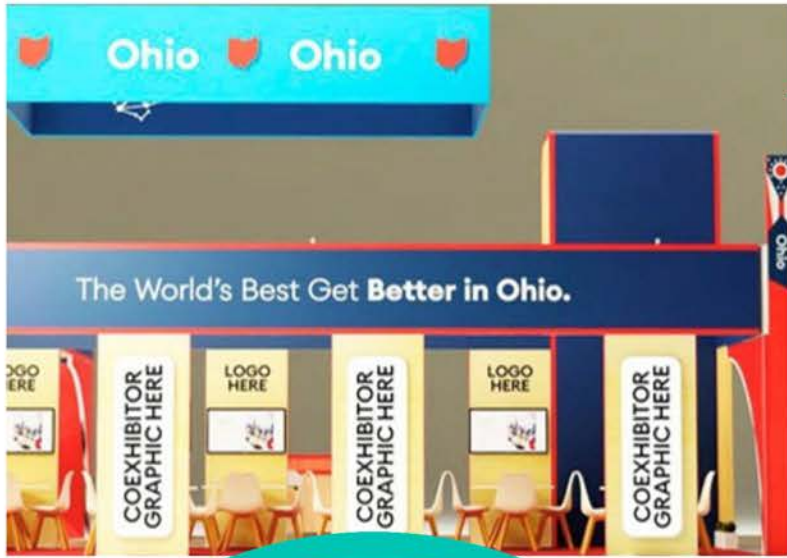 Ohio Ohio
Ohio
The World's Best Get Better in Ohio.
LOGO
HERE
LOGO
HERE
LOGO
HERE
COEXHIBITOR
GRAPHIC HERE
COEXHIBITOR
GRAPHIC HERE
COEXHIBITOR
GRAPHIC HERE